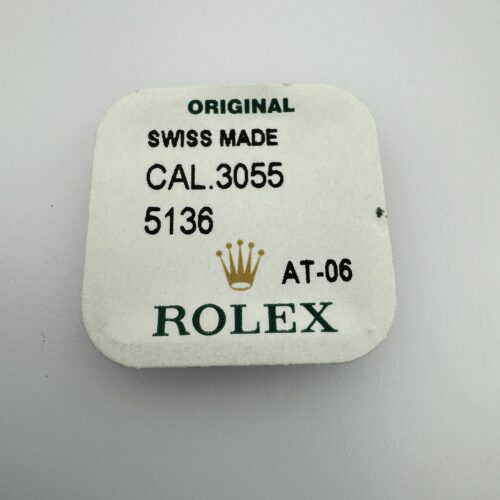 ORIGINAL
SWISS MADE
CAL.3055
5136
AT-06
ROLEX